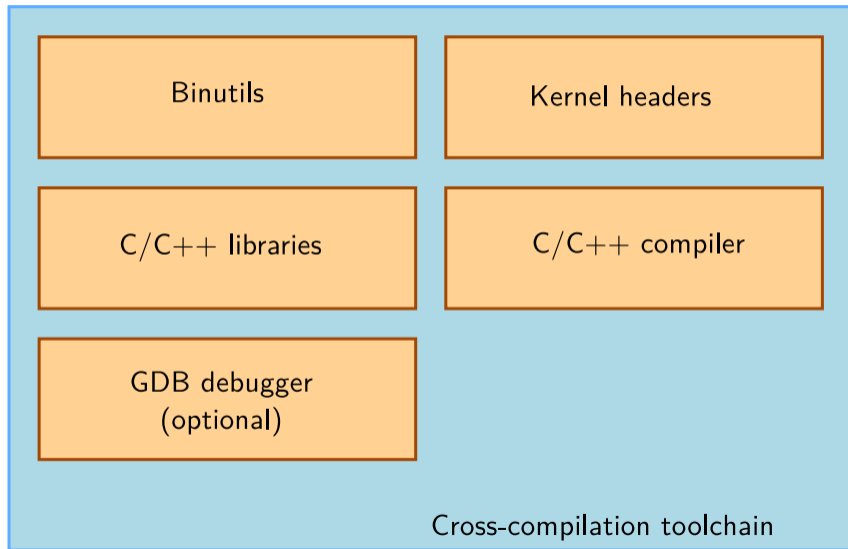 Binutils
Kernel headers
C/C++ libraries
C/C++ compiler
GDB debugger
(optional)
Cross-compilation toolchain